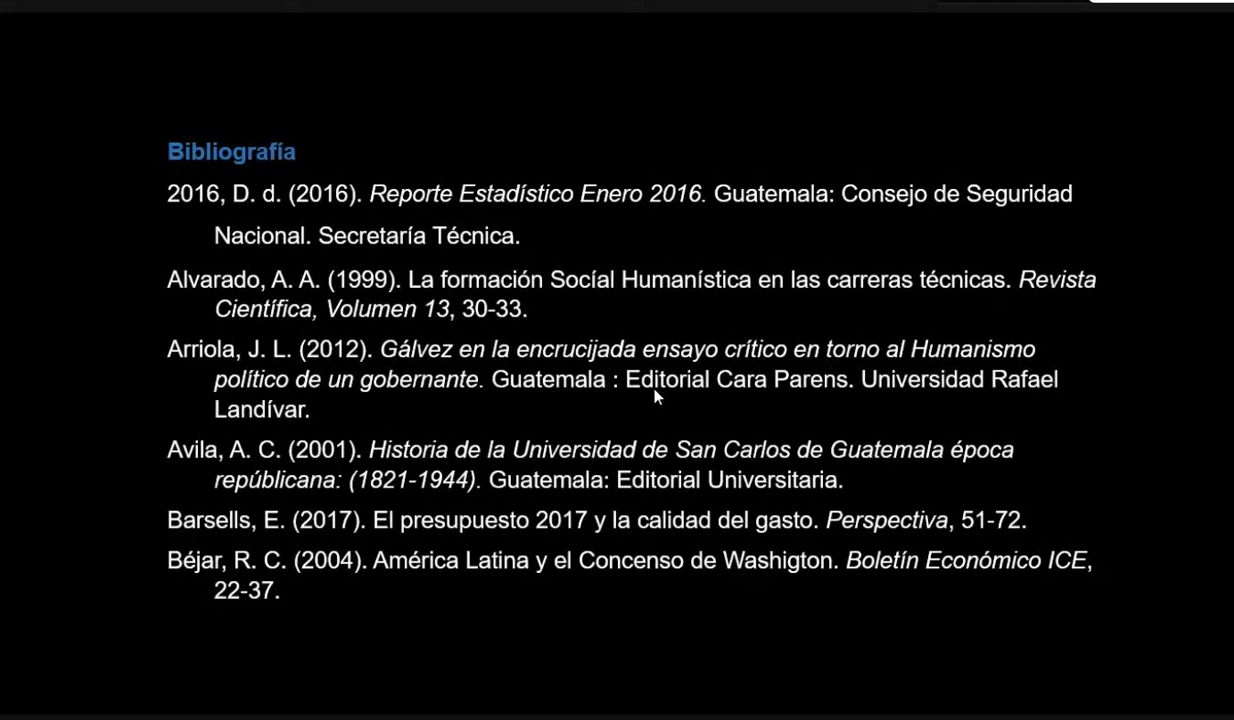 Bibliografía
2016, D. d. (2016). Reporte Estadístico Enero 2016. Guatemala: Consejo de Seguridad
Nacional. Secretaría Técnica.
Alvarado, A. A. (1999). La formación Socíal Humanística en las carreras técnicas. Revista
Científica, Volumen 13, 30-33.
Arriola, J. L. (2012). Gálvez en la encrucijada ensayo crítico en torno al Humanismo
político de un gobernante. Guatemala : Editorial Cara Parens. Universidad Rafael
Landívar.
Avila, A. C. (2001). Historia de la Universidad de San Carlos de Guatemala época
républicana: (1821-1944). Guatemala: Editorial Universitaria.
Barsells, E. (2017). El presupuesto 2017 y la calidad del gasto. Perspectiva, 51-72.
Béjar, R. C. (2004). América Latina y el Concenso de Washigton. Boletín Económico ICE,
22-37.